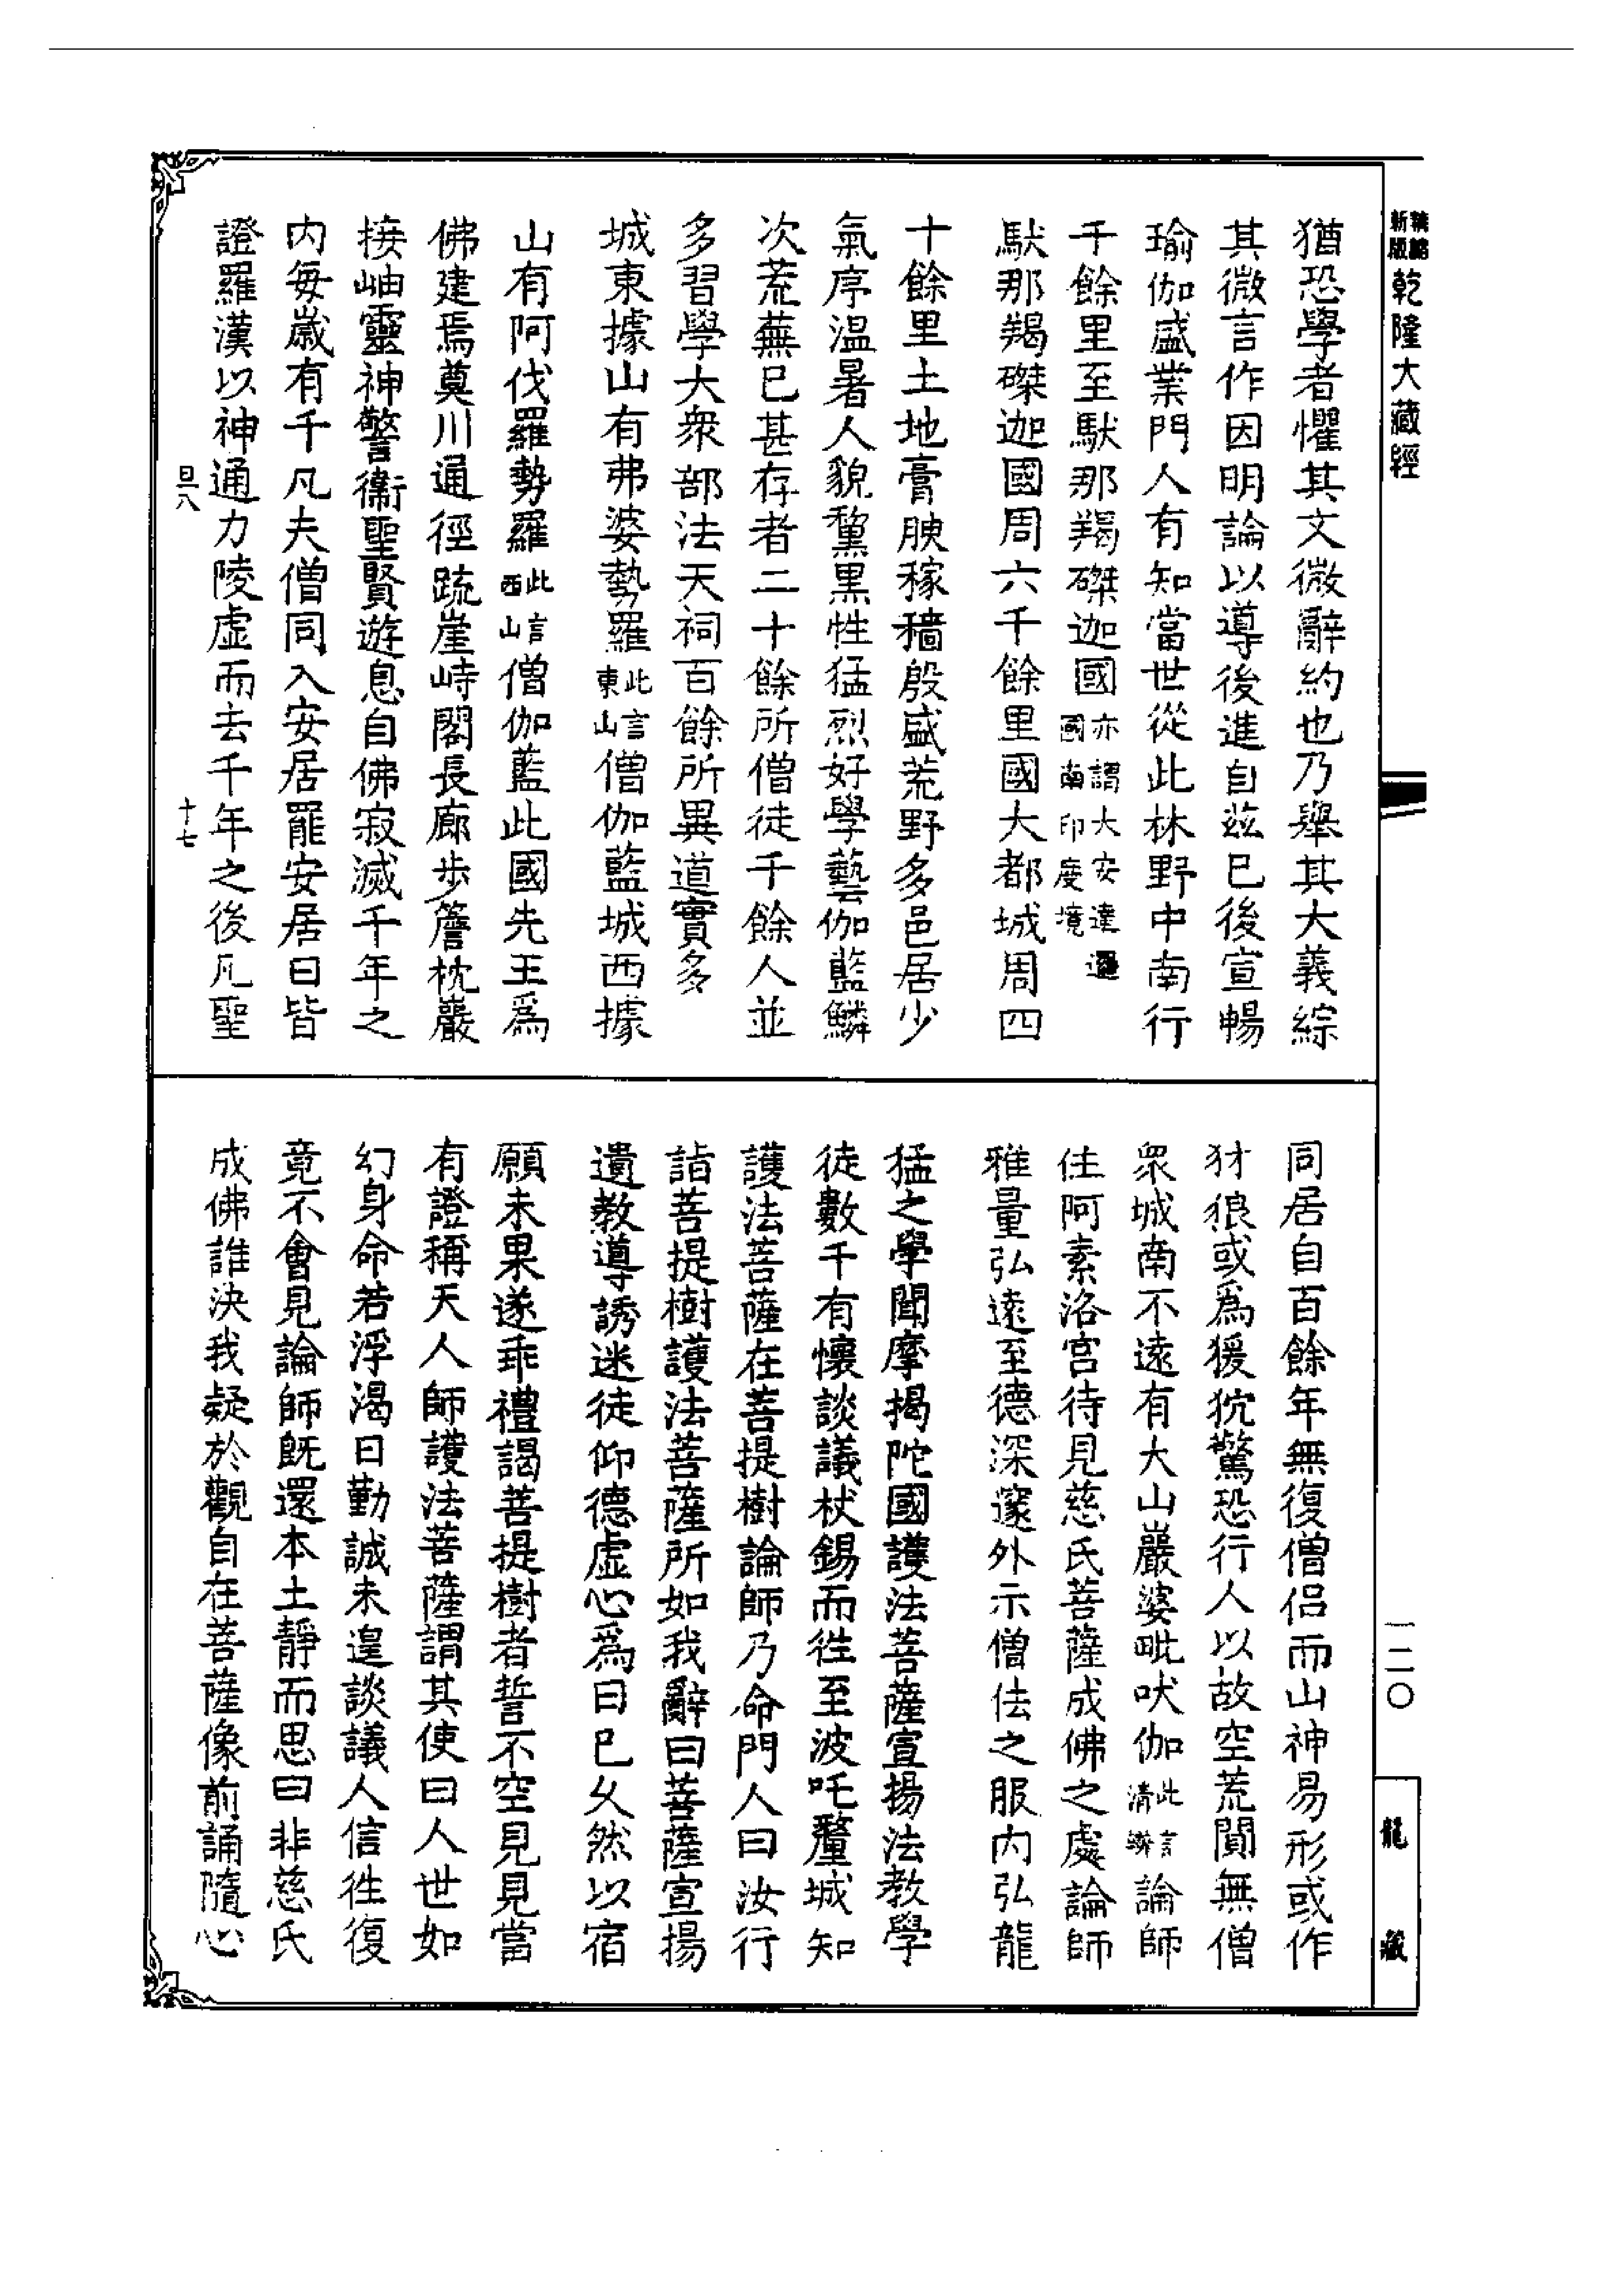 新版精縮乾隆大藏經
猶恐學者懼其文微辭約也乃舉其大義綜
其微言作因明論以導後進自茲已後宣暢
瑜伽盛業門人有知當世從此林野中南行
千餘里至馱那羯磔迦國亦謂大安達邏國南印度境
馱那羯磔迦國周六千餘里國大都城周四
十餘里土地膏腴稼穡殷盛荒野多邑居少
氣序溫暑人貌黧黑性猛烈好學藝伽藍鱗
次荒蕪已甚存者二十餘所僧徒千餘人並
多習學大衆部法天祠百餘所異道實多
城東據山有弗婆勢羅此言東山僧伽藍城西據
山有阿伐羅勢羅此言西山僧伽藍此國先王爲
佛建焉奠川通徑疏崖峙閣長廊步簷枕巖
接岫靈神警衞聖賢遊息自佛寂滅千年之
內每歲有千凡夫僧同入安居罷安居日皆
證羅漢以神通力陵虛而去千年之後凡聖
旦八 十七
同居自百餘年無復僧侶而山神易形或作
犲狼或爲猨狖驚恐行人以故空荒閴無僧
衆城南不遠有大山巖婆毗吠伽此言清辯論師
住阿素洛宮待見慈氏菩薩成佛之處論師
雅量弘遠至德深邃外示僧佉之服內弘龍
猛之學聞摩揭陀國護法菩薩宣揚法教學
徒數千有懷談議杖錫而往至波吒釐城知
護法菩薩在菩提樹論師乃命門人曰汝行
詣菩提樹護法菩薩所如我辭曰菩薩宣揚
遺教導誘迷徒仰德虛心爲日已久然以宿
願未果遂乖禮謁菩提樹者誓不空見見當
有證稱天人師護法菩薩謂其使曰人世如
幻身命若浮渴日勤誠未遑談議人信往復
竟不會見論師旣還本土靜而思曰非慈氏
成佛誰決我疑於觀自在菩薩像前誦隨心
一二〇
龍藏